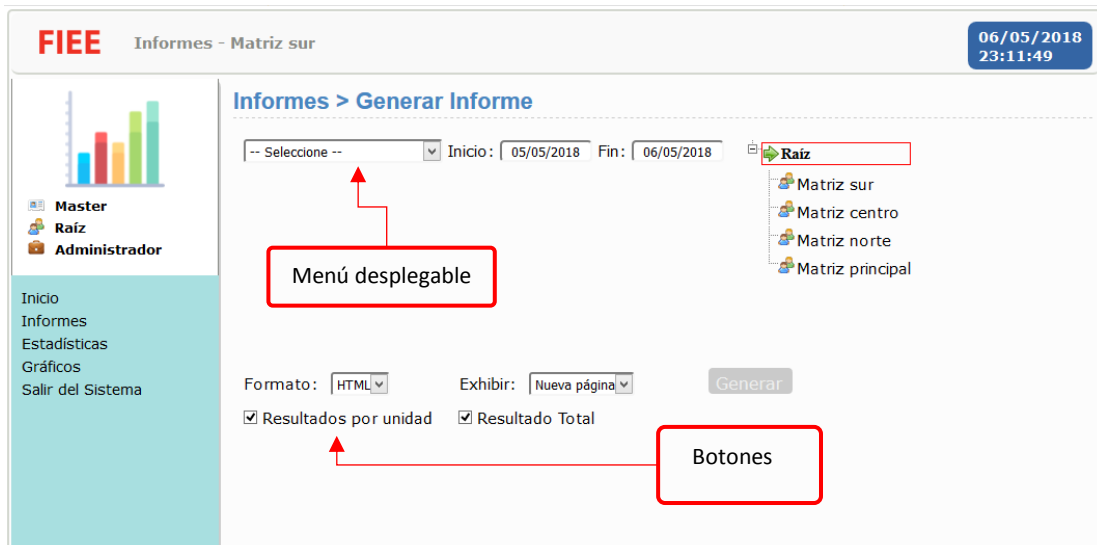 FIEE Informes - Matriz sur
06/05/2018
23:11:49
Master
Raíz
Administrador
Inicio
Informes
Estadísticas
Gráficos
Salir del Sistema
Informes > Generar Informe
-- Seleccione -- Inicio: 05/05/2018 Fin: 06/05/2018
Raíz
Matriz sur
Matriz centro
Matriz norte
Matriz principal
Menú desplegable
Formato: HTML Exhibir: Nueva página Generar
Resultados por unidad Resultado Total
Botones